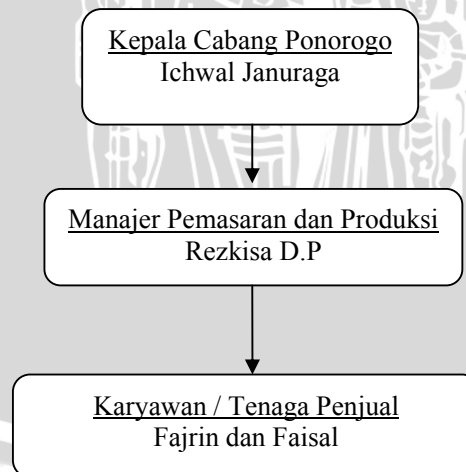 Kepala Cabang Ponorogo
Ichwal Januraga
Manajer Pemasaran dan Produksi
Rezkisa D.P
Karyawan / Tenaga Penjual
Fajrin dan Faisal